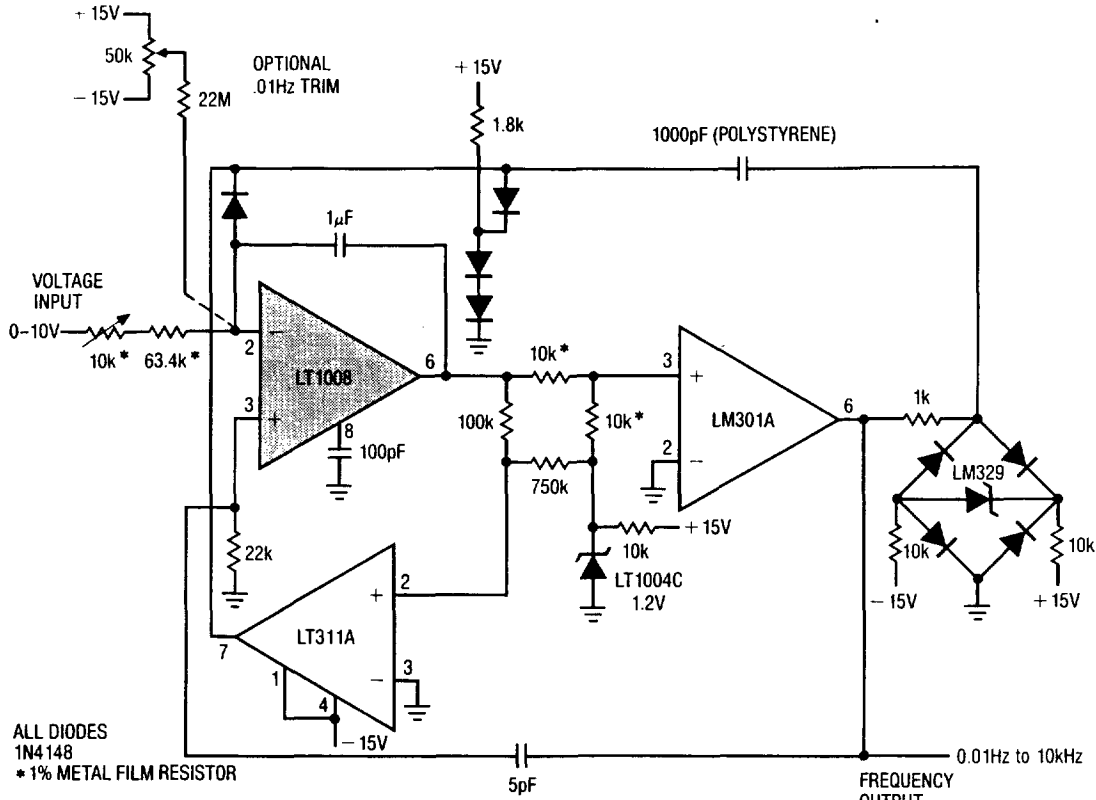 + 15V
50k
- 15V
22M
OPTIONAL
.01Hz TRIM
+ 15V
1.8k
1000pF (POLYSTYRENE)
1µF
VOLTAGE
INPUT
0-10V
10k*
63.4k*
2
−
LT1008
6
3
+
8
100pF
10k*
100k
10k*
750k
3
+
LM301A
6
2
−
1k
LM329
10k
10k
- 15V
+ 15V
22k
10k
+ 15V
LT1004C
1.2V
2
+
LT311A
7
1
4
−
3
- 15V
ALL DIODES
1N4148
* 1% METAL FILM RESISTOR
5pF
0.01Hz to 10kHz
FREQUENCY
OUTPUT